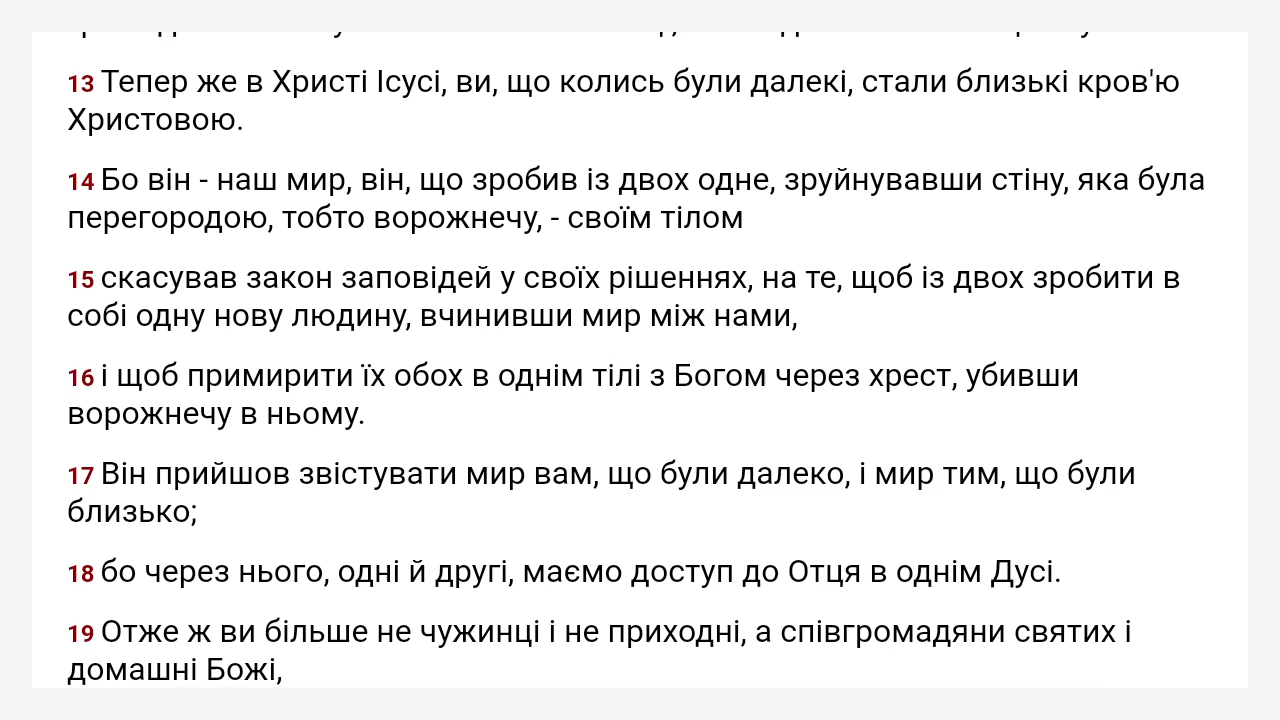 13 Тепер же в Христі Ісусі, ви, що колись були далекі, стали близькі кров'ю
Христовою.
14 Бо він - наш мир, він, що зробив із двох одне, зруйнувавши стіну, яка була
перегородою, тобто ворожнечу, - своїм тілом
15 скасував закон заповідей у своїх рішеннях, на те, щоб із двох зробити в
собі одну нову людину, вчинивши мир між нами,
16 і щоб примирити їх обох в однім тілі з Богом через хрест, убивши
ворожнечу в ньому.
17 Він прийшов звістувати мир вам, що були далеко, і мир тим, що були
близько;
18 бо через нього, одні й другі, маємо доступ до Отця в однім Дусі.
19 Отже ж ви більше не чужинці і не приходні, а співгромадяни святих і
домашні Божі,